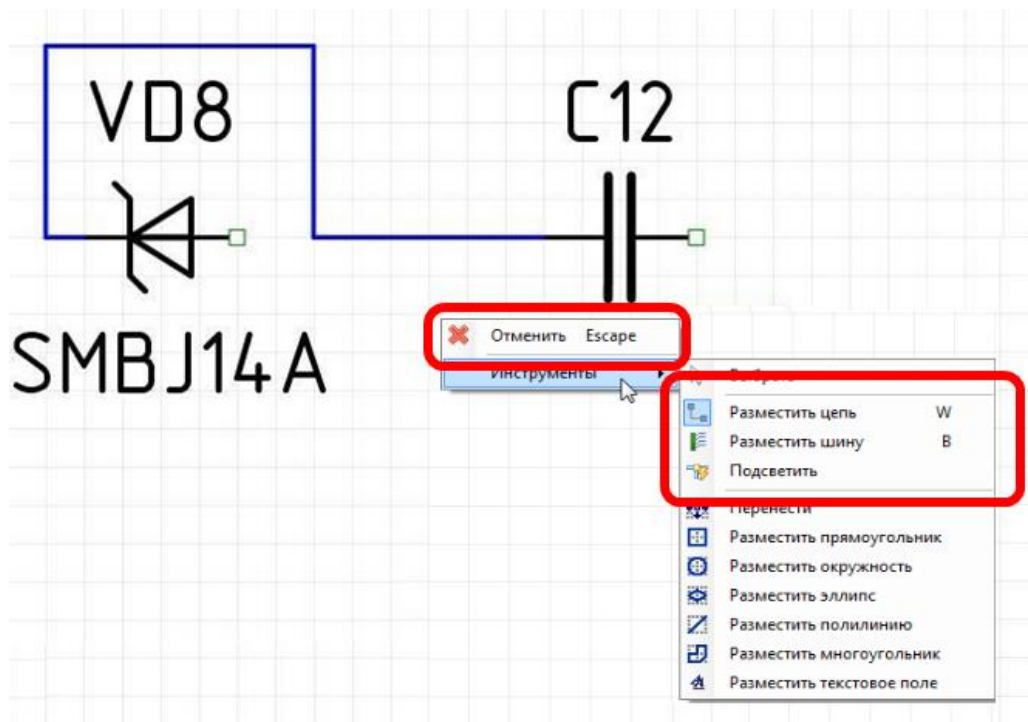 VD8
C12
SMBJ14A
Отменить Escape
Инструменты
Разместить цепь W
Разместить шину B
Подсветить
Перенести
Разместить прямоугольник
Разместить окружность
Разместить эллипс
Разместить полилинию
Разместить многоугольник
Разместить текстовое поле